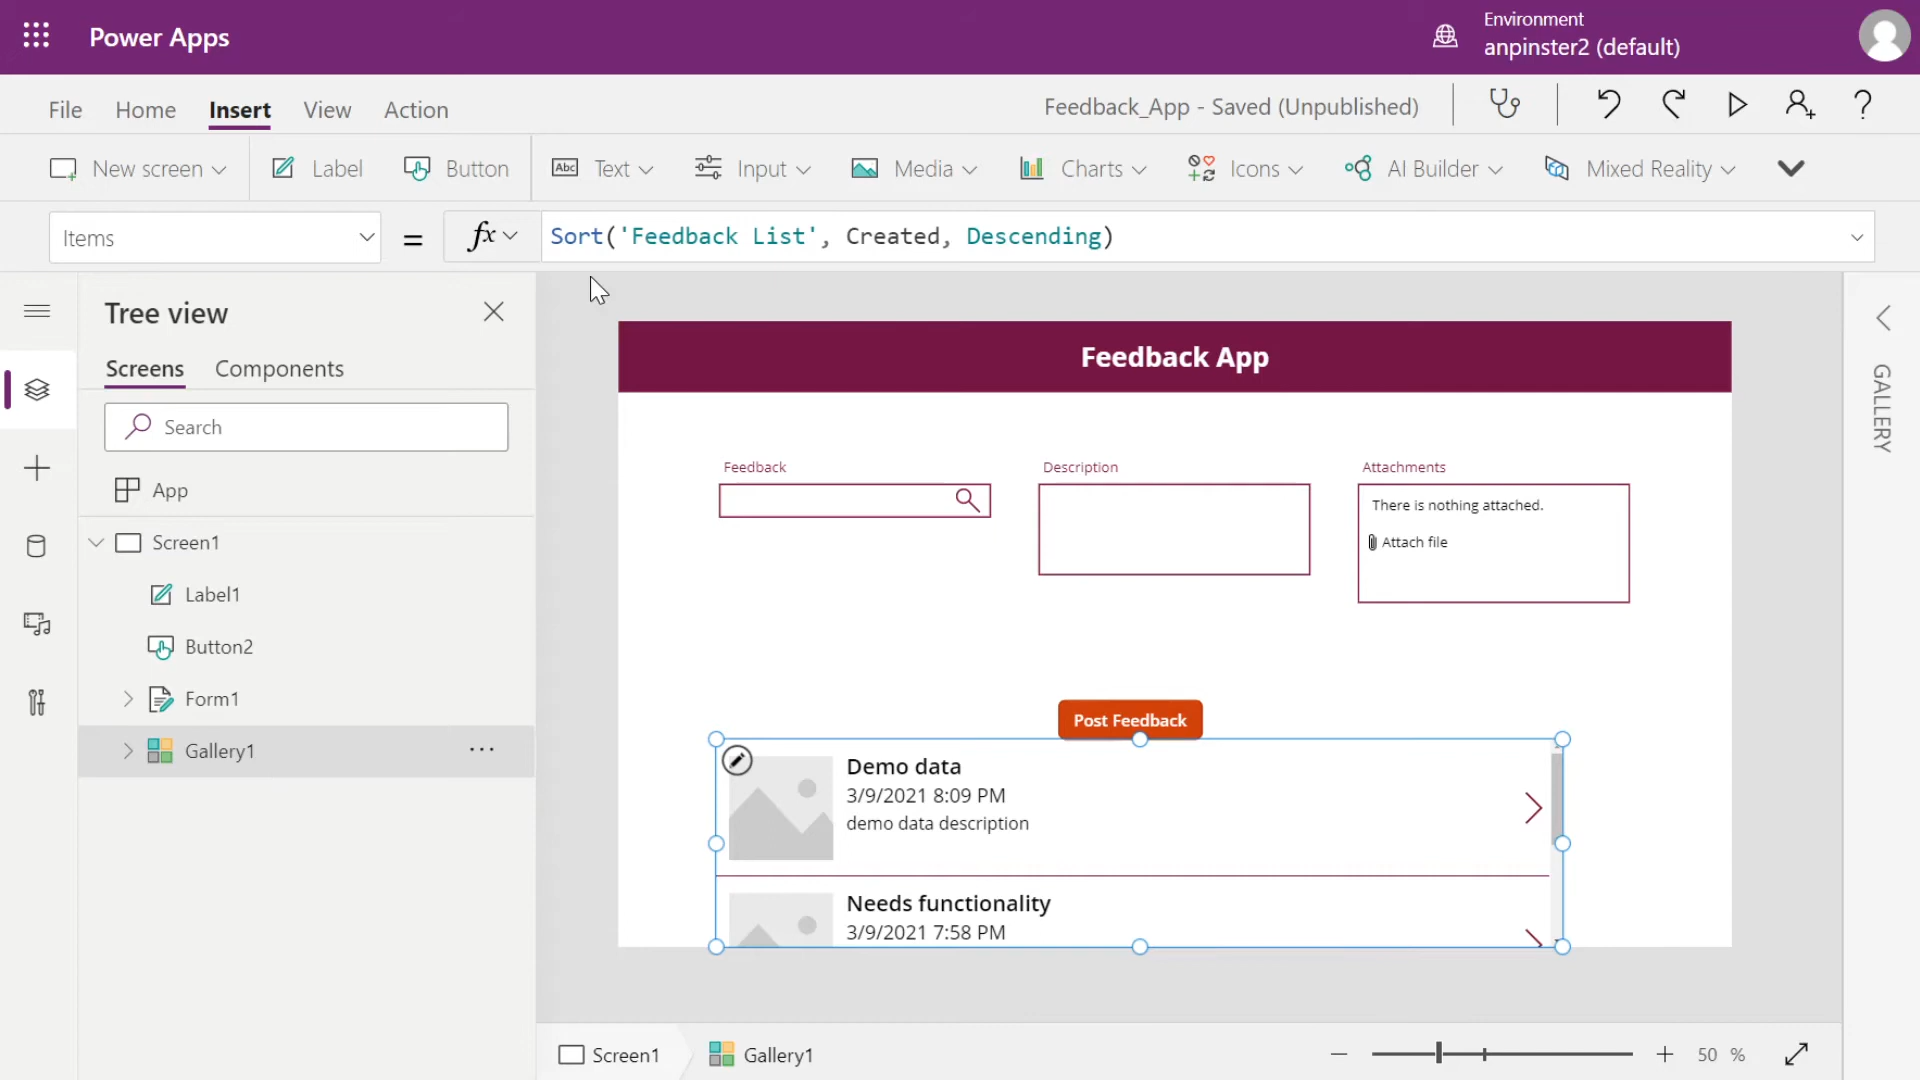 Power Apps
Environment
anpinster2 (default)
File Home Insert View Action
Feedback_App - Saved (Unpublished)
?
New screen Label Button Abc Text Input Media Charts Icons AI Builder Mixed Reality
Items = fx Sort('Feedback List', Created, Descending)
Tree view
Screens Components
Search
App
Screen1
Label1
Button2
Form1
Gallery1 ...
Feedback App
Feedback Description Attachments
There is nothing attached.
Attach file
Post Feedback
Demo data
3/9/2021 8:09 PM
demo data description
Needs functionality
3/9/2021 7:58 PM
GALLERY
Screen1 Gallery1
50 %